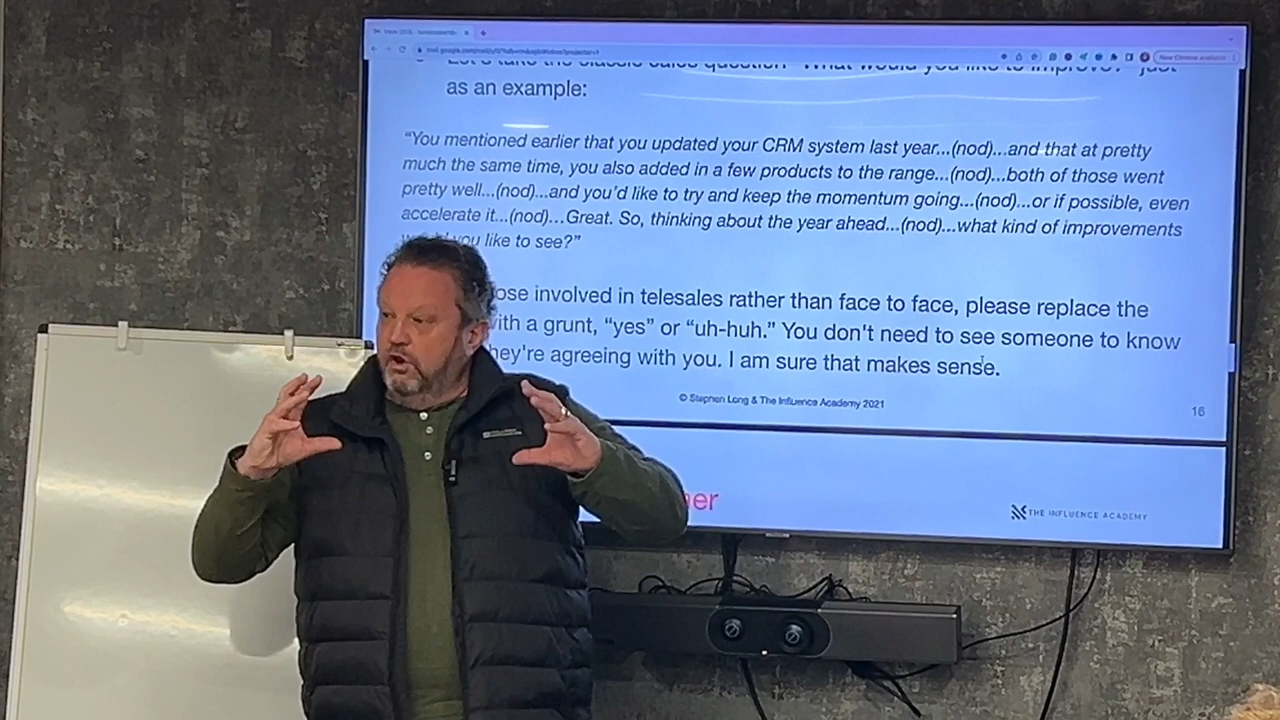 as an example:
“You mentioned earlier that you updated your CRM system last year...(nod)...and that at pretty
much the same time, you also added in a few products to the range...(nod)...both of those went
pretty well...(nod)...and you’d like to try and keep the momentum going...(nod)...or if possible, even
accelerate it...(nod)...Great. So, thinking about the year ahead...(nod)...what kind of improvements
you like to see?”
ose involved in telesales rather than face to face, please replace the
ith a grunt, “yes” or “uh-huh.” You don't need to see someone to know
hey're agreeing with you. I am sure that makes sense.
© Stephen Long & The Influence Academy 2021
16
er
THE INFLUENCE ACADEMY
New Chrome available